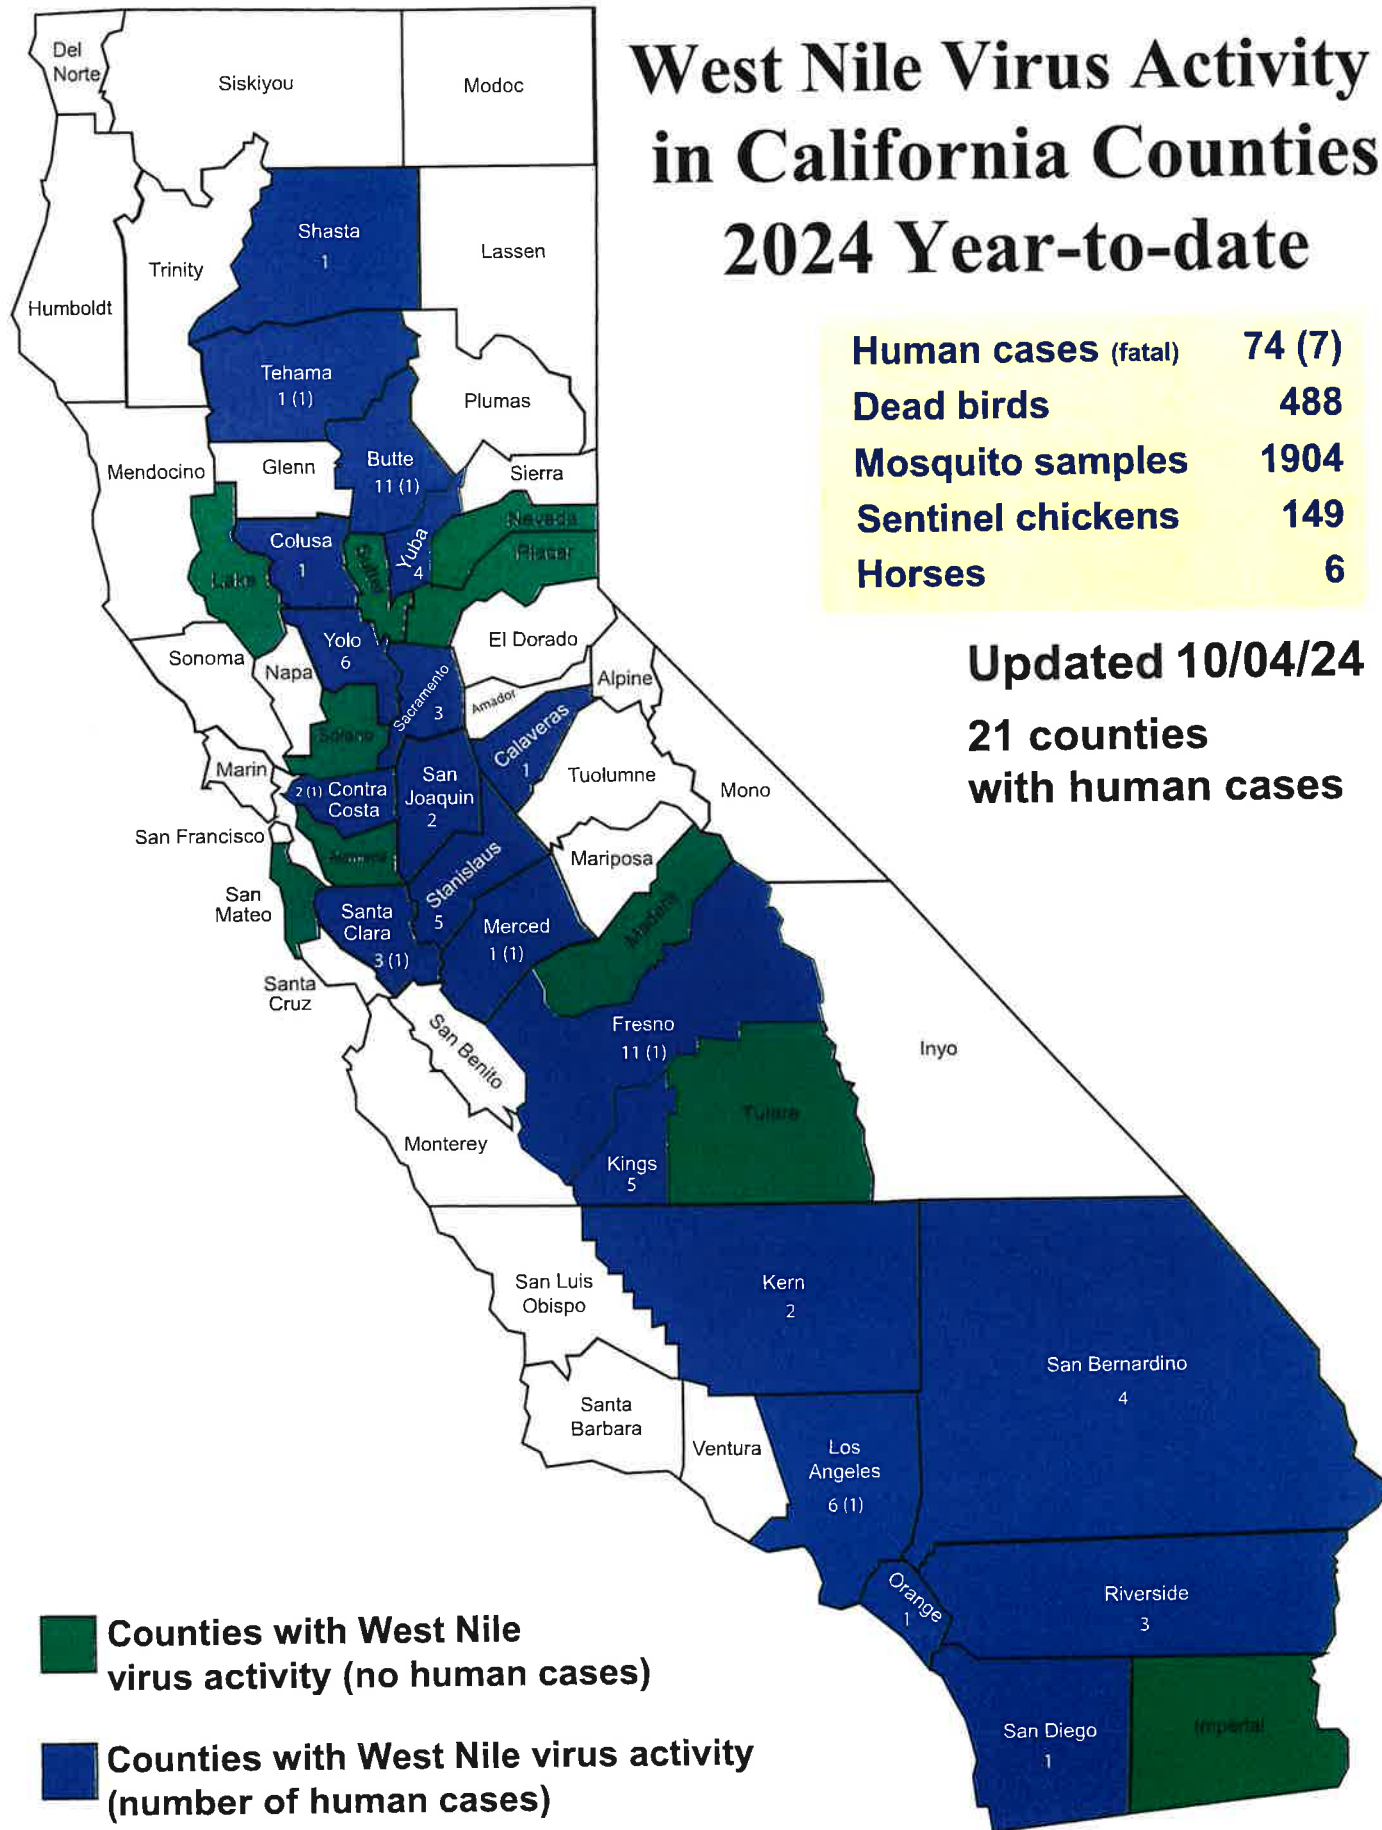 West Nile Virus Activity
in California Counties
2024 Year-to-date
Human cases (fatal) 74 (7)
Dead birds 488
Mosquito samples 1904
Sentinel chickens 149
Horses 6
Updated 10/04/24
21 counties
with human cases
Del
Norte
Siskiyou
Modoc
Shasta
1
Lassen
Trinity
Humboldt
Tehama
1 (1)
Plumas
Butte
11 (1)
Glenn
Mendocino
Sierra
Nevada
Placer
Colusa
1
Sutter
Yuba
4
Lake
Yolo
6
El Dorado
Sonoma
Napa
Sacramento
3
Amador
Alpine
Solano
Calaveras
1
Marin
2 (1) Contra
Costa
San
Joaquin
2
Tuolumne
Mono
San Francisco
Alameda
Mariposa
Stanislaus
5
San
Mateo
Santa
Clara
3 (1)
Merced
1 (1)
Madera
Santa
Cruz
San Benito
Fresno
11 (1)
Inyo
Tulare
Monterey
Kings
5
San Luis
Obispo
Kern
2
San Bernardino
4
Santa
Barbara
Ventura
Los
Angeles
6 (1)
Orange
1
Riverside
3
San Diego
1
Imperial
Counties with West Nile
virus activity (no human cases)
Counties with West Nile virus activity
(number of human cases)